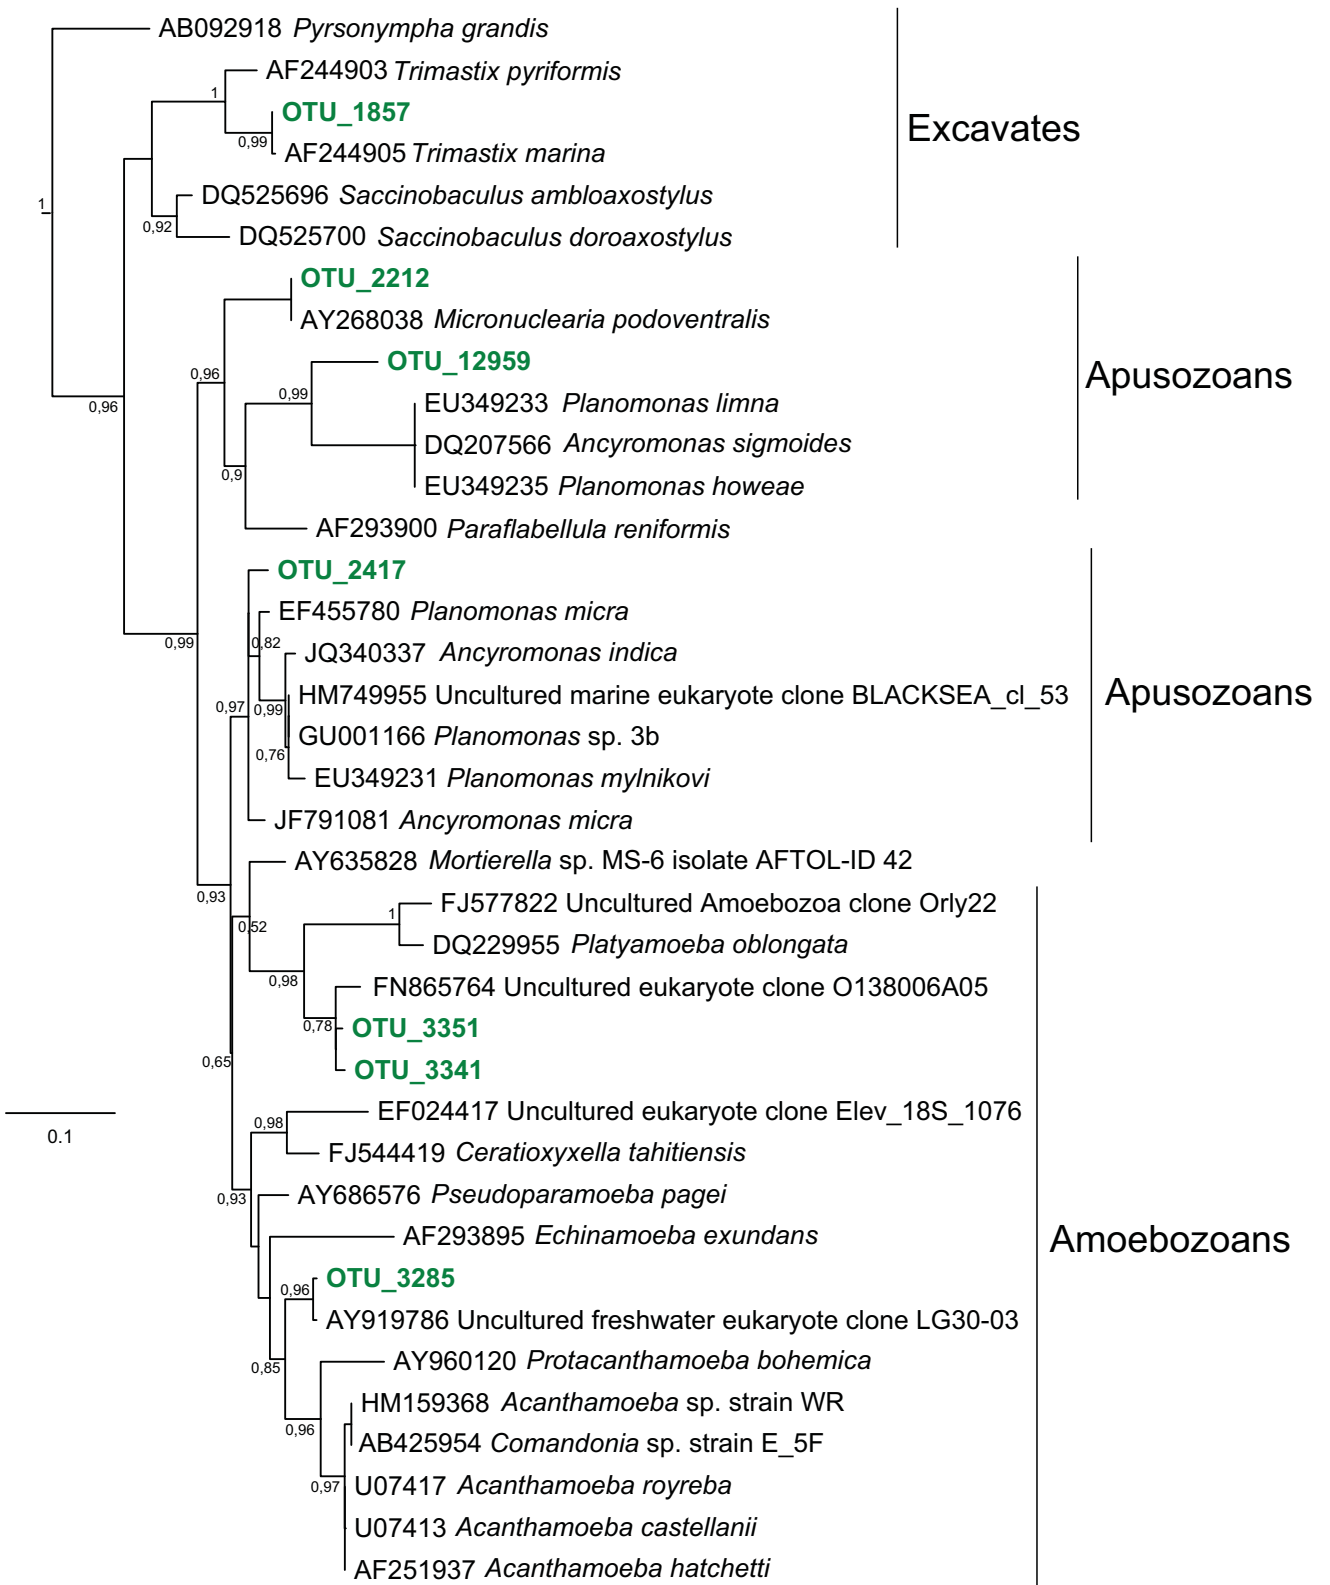 AB092918 Pyrsonympha grandis
AF244903 Trimastix pyriformis
1
OTU_1857
0,99
AF244905 Trimastix marina
Excavates
DQ525696 Saccinobaculus ambloaxostylus
1
0,92
DQ525700 Saccinobaculus doroaxostylus
OTU_2212
AY268038 Micronuclearia podoventralis
OTU_12959
0,96
Apusozoans
0,99
0,96
EU349233 Planomonas limna
DQ207566 Ancyromonas sigmoides
0,9
EU349235 Planomonas howeae
AF293900 Paraflabellula reniformis
OTU_2417
EF455780 Planomonas micra
0,99
0,82
JQ340337 Ancyromonas indica
HM749955 Uncultured marine eukaryote clone BLACKSEA_cl_53
Apusozoans
0,97
0,99
GU001166 Planomonas sp. 3b
0,76
EU349231 Planomonas mylnikovi
JF791081 Ancyromonas micra
AY635828 Mortierella sp. MS-6 isolate AFTOL-ID 42
0,93
FJ577822 Uncultured Amoebozoa clone Orly22
1
0,52
DQ229955 Platyamoeba oblongata
0,98
FN865764 Uncultured eukaryote clone O138006A05
0,78
OTU_3351
0,65
OTU_3341
EF024417 Uncultured eukaryote clone Elev_18S_1076
0,98
0.1
FJ544419 Ceratioxyxella tahitiensis
0,93
AY686576 Pseudoparamoeba pagei
AF293895 Echinamoeba exundans
Amoebozoans
OTU_3285
0,96
AY919786 Uncultured freshwater eukaryote clone LG30-03
0,85
AY960120 Protacanthamoeba bohemica
HM159368 Acanthamoeba sp. strain WR
0,96
AB425954 Comandonia sp. strain E_5F
0,97
U07417 Acanthamoeba royreba
U07413 Acanthamoeba castellanii
AF251937 Acanthamoeba hatchetti